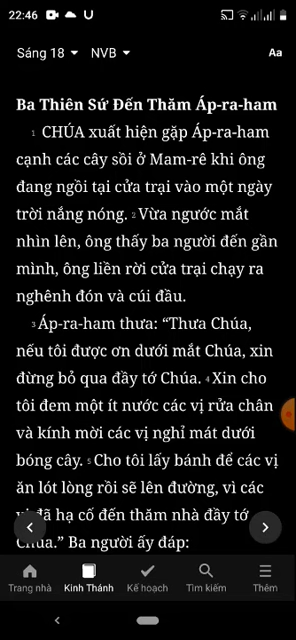 22:46
Sáng 18 NVB Aa
Ba Thiên Sứ Đến Thăm Áp-ra-ham
1 CHÚA xuất hiện gặp Áp-ra-ham
cạnh các cây sồi ở Mam-rê khi ông
đang ngồi tại cửa trại vào một ngày
trời nắng nóng. 2 Vừa ngước mắt
nhìn lên, ông thấy ba người đến gần
mình, ông liền rời cửa trại chạy ra
nghênh đón và cúi đầu.
3 Áp-ra-ham thưa: “Thưa Chúa,
nếu tôi được ơn dưới mắt Chúa, xin
đừng bỏ qua đầy tớ Chúa. 4 Xin cho
tôi đem một ít nước các vị rửa chân
và kính mời các vị nghỉ mát dưới
bóng cây. 5 Cho tôi lấy bánh để các vị
ăn lót lòng rồi sẽ lên đường, vì các
vị đã hạ cố đến thăm nhà đầy tớ
Chúa.” Ba người ấy đáp:
Trang nhà Kinh Thánh Kế hoạch Tìm kiếm Thêm